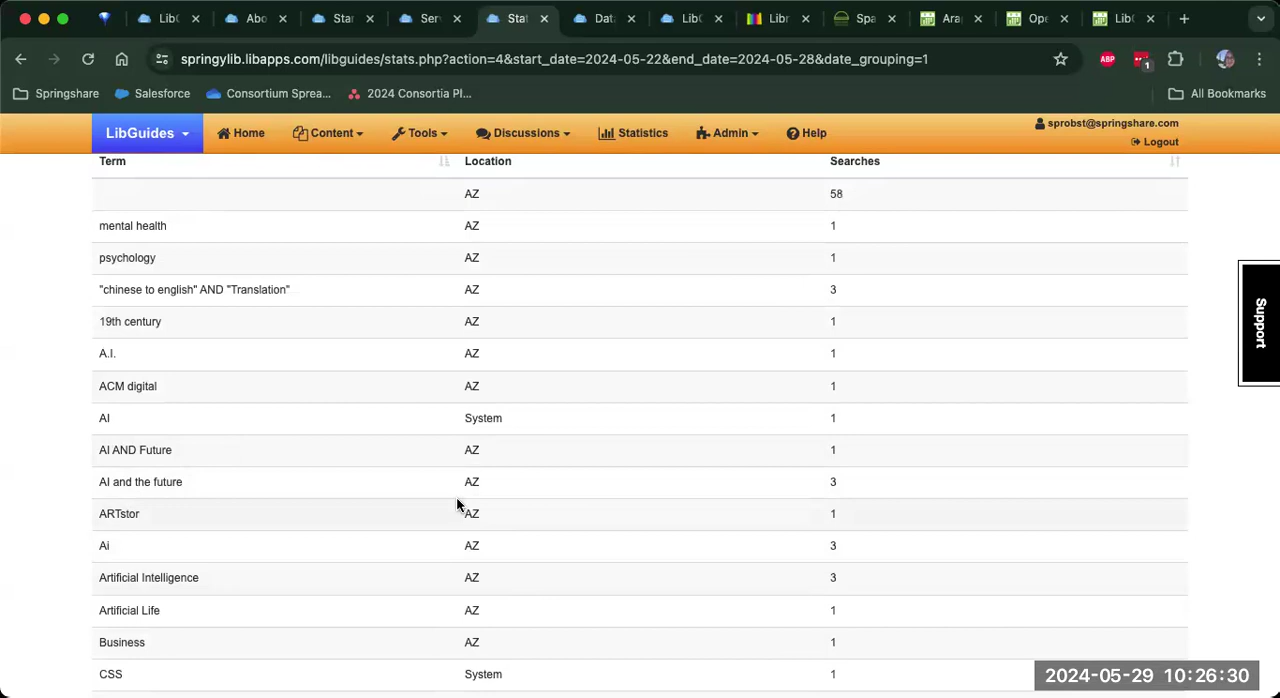 LibG
Abo
Star
Serv
Stat
Data
LibG
Libr
Spa
Ara
Ope
LibG
springylib.libapps.com/libguides/stats.php?action=4&start_date=2024-05-22&end_date=2024-05-28&date_grouping=1
ABP
1
Springshare
Salesforce
Consortium Sprea...
2024 Consortia Pl...
All Bookmarks
LibGuides
Home
Content
Tools
Discussions
Statistics
Admin
Help
sprobst@springshare.com
Logout
Term Location Searches
AZ 58
mental health AZ 1
psychology AZ 1
"chinese to english" AND "Translation" AZ 3
19th century AZ 1
A.I. AZ 1
ACM digital AZ 1
AI System 1
AI AND Future AZ 1
AI and the future AZ 3
ARTstor AZ 1
Ai AZ 3
Artificial Intelligence AZ 3
Artificial Life AZ 1
Business AZ 1
CSS System 1
Support
2024-05-29 10:26:30